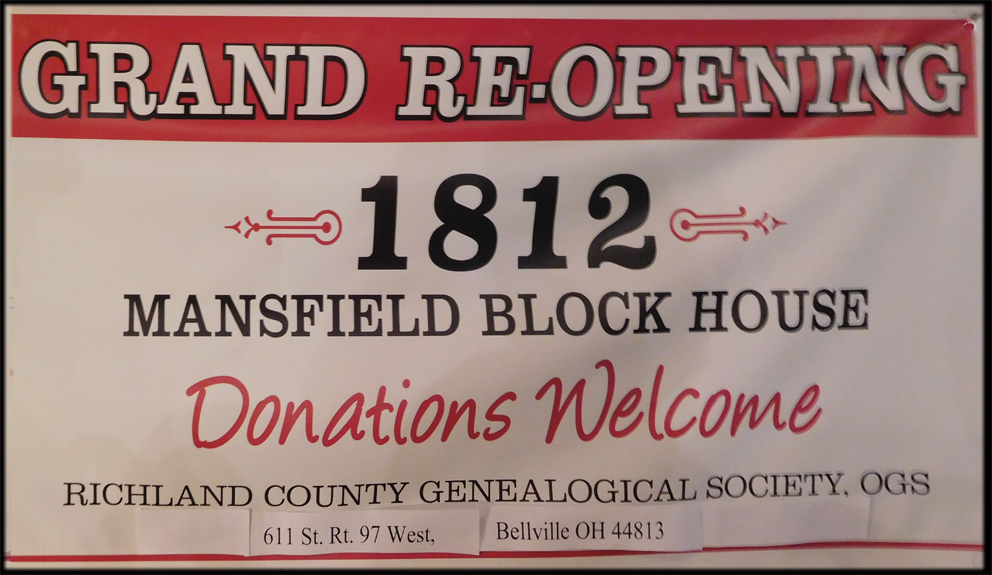 GRAND RE-OPENING
1812
MANSFIELD BLOCK HOUSE
Donations Welcome
RICHLAND COUNTY GENEALOGICAL SOCIETY, OGS
611 St. Rt. 97 West, Bellville OH 44813